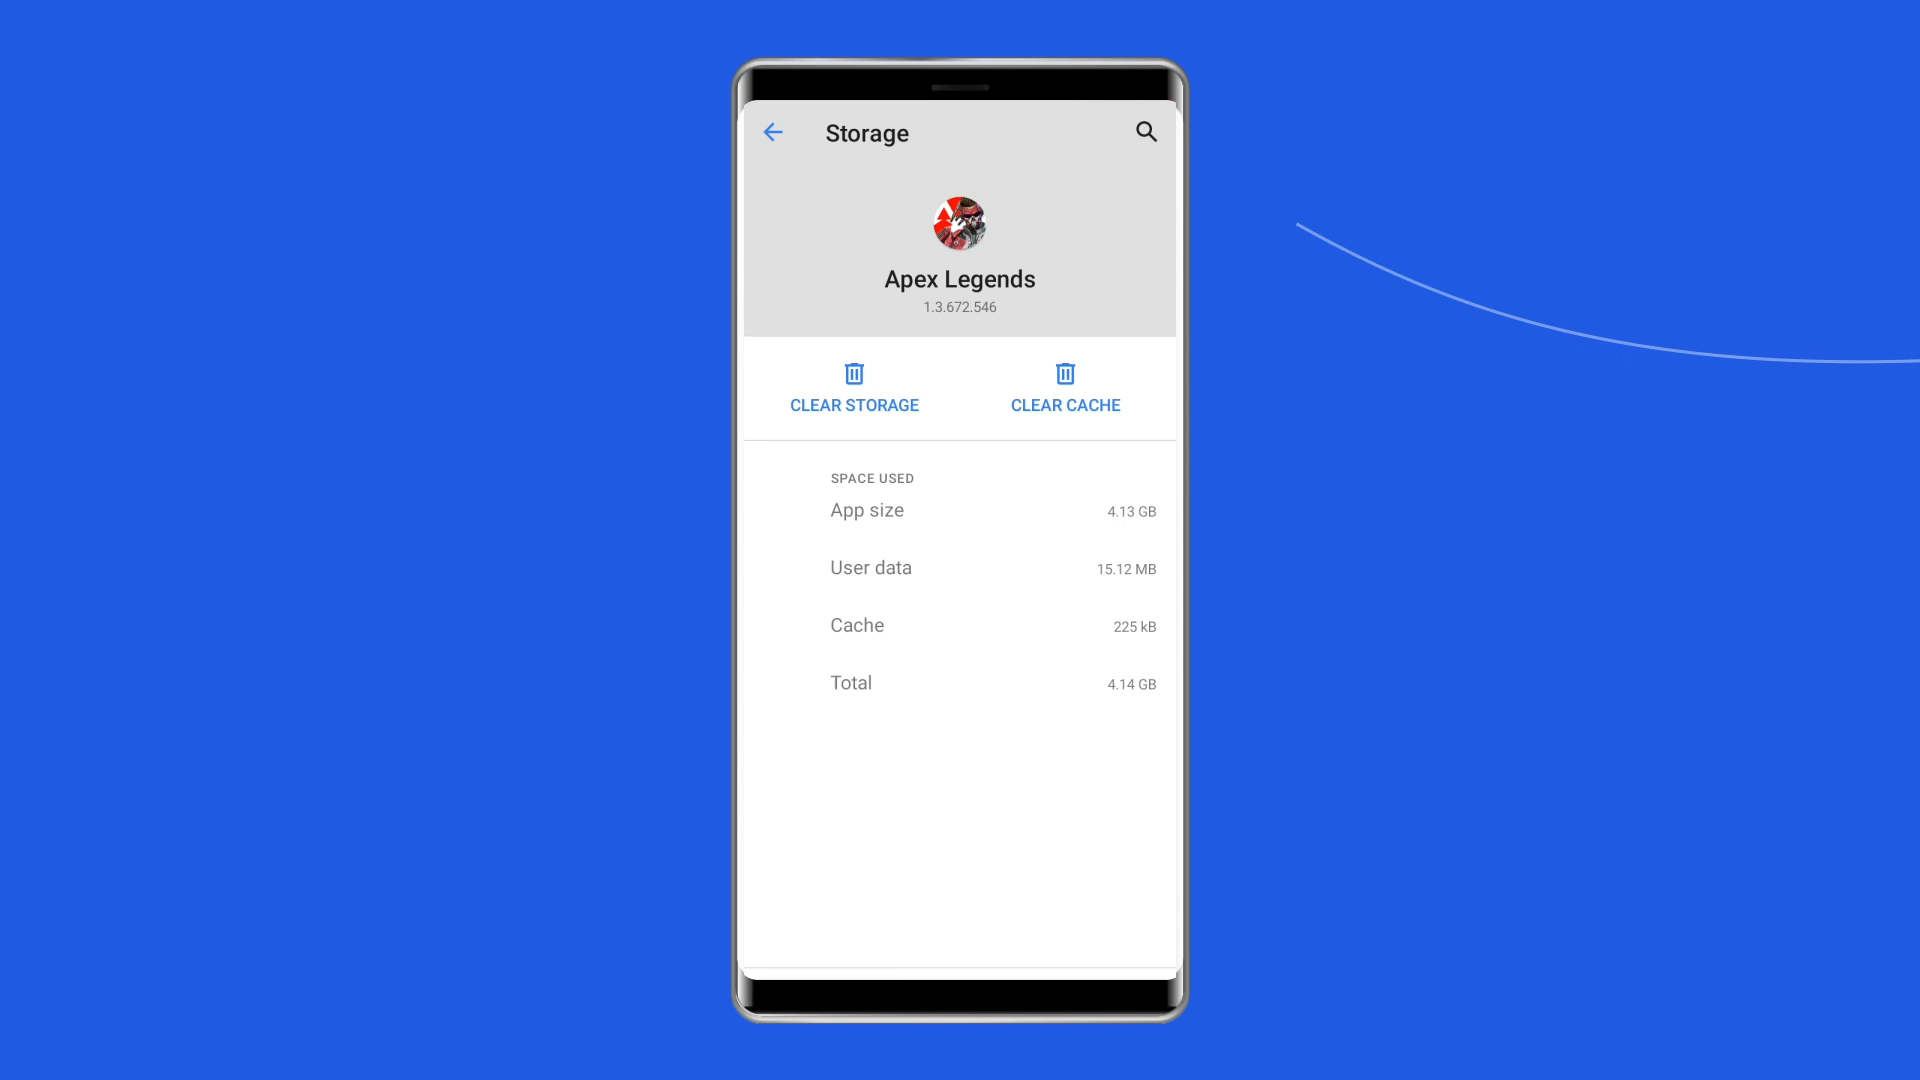 Storage
Apex Legends
1.3.672.546
CLEAR STORAGE CLEAR CACHE
SPACE USED
App size 4.13 GB
User data 15.12 MB
Cache 225 kB
Total 4.14 GB